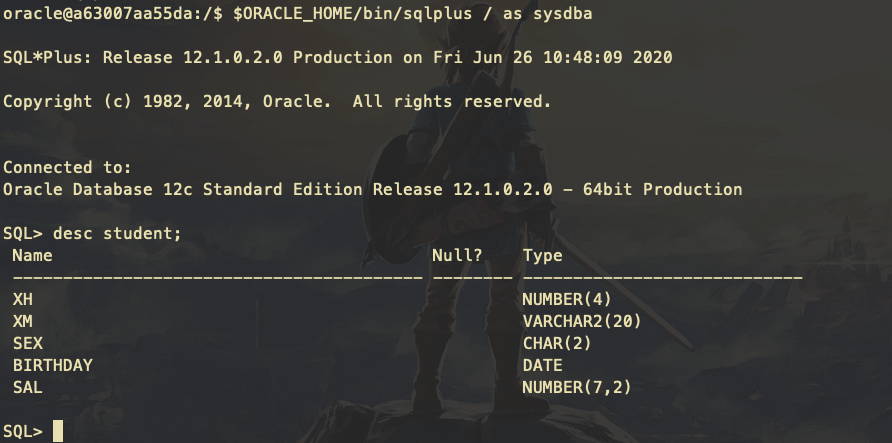 oracle@a63007aa55da:/$ $ORACLE_HOME/bin/sqlplus / as sysdba
SQL*Plus: Release 12.1.0.2.0 Production on Fri Jun 26 10:48:09 2020
Copyright (c) 1982, 2014, Oracle.  All rights reserved.
Connected to:
Oracle Database 12c Standard Edition Release 12.1.0.2.0 - 64bit Production
SQL> desc student;
 Name                                      Null?    Type
 ----------------------------------------- -------- ----------------------------
 XH                                                 NUMBER(4)
 XM                                                 VARCHAR2(20)
 SEX                                                CHAR(2)
 BIRTHDAY                                           DATE
 SAL                                                NUMBER(7,2)
SQL>